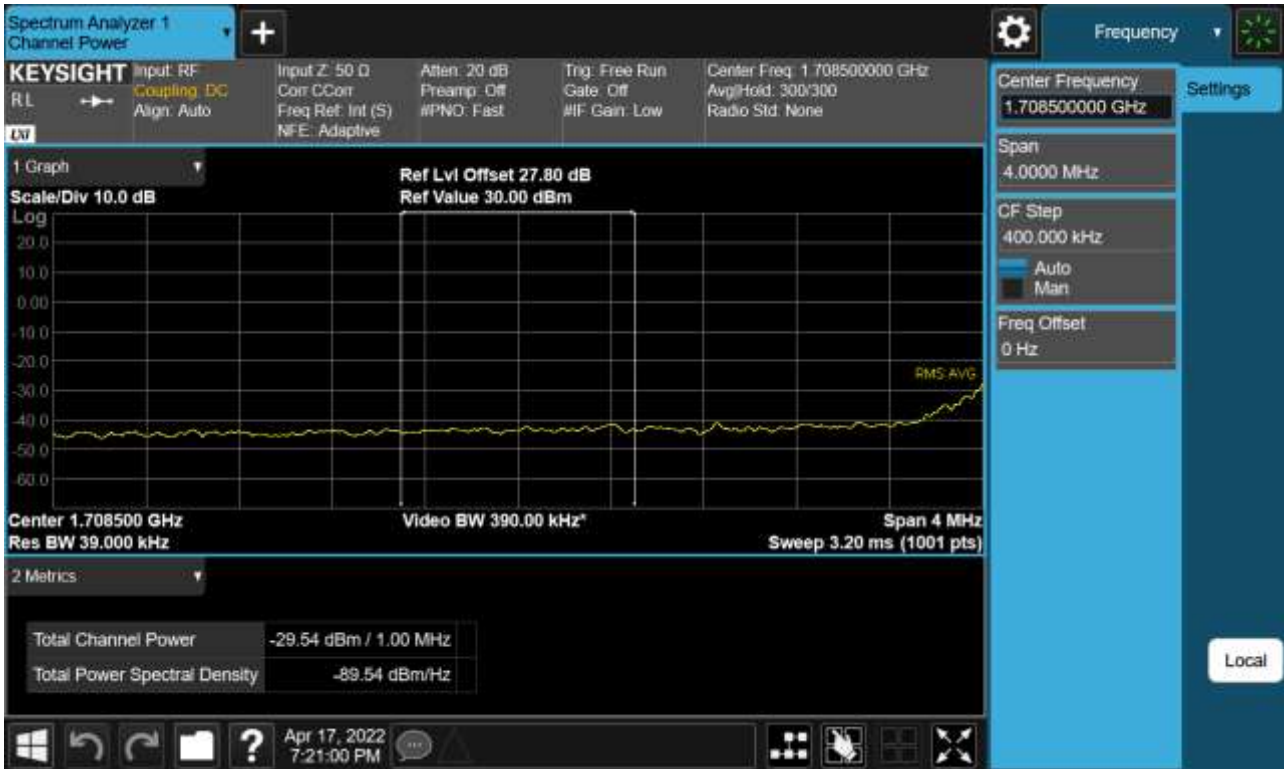 Spectrum Analyzer 1
Channel Power
Frequency
KEYSIGHT
RL
LXI
Input: RF
Coupling: DC
Align: Auto
Input Z: 50 Ω
Corr CCorr
Freq Ref: Int (S)
NFE: Adaptive
Atten: 20 dB
Preamp: Off
#PNO: Fast
Trig: Free Run
Gate: Off
#IF Gain: Low
Center Freq: 1.708500000 GHz
Avg|Hold: 300/300
Radio Std: None
Center Frequency
1.708500000 GHz
Settings
Span
4.0000 MHz
CF Step
400.000 kHz
Auto
Man
Freq Offset
0 Hz
1 Graph
Scale/Div 10.0 dB
Ref Lvl Offset 27.80 dB
Ref Value 30.00 dBm
Log
20.0
10.0
0.00
-10.0
-20.0
-30.0
-40.0
-50.0
-60.0
RMS AVG
Center 1.708500 GHz
Video BW 390.00 kHz*
Span 4 MHz
Res BW 39.000 kHz
Sweep 3.20 ms (1001 pts)
2 Metrics
Total Channel Power -29.54 dBm / 1.00 MHz
Total Power Spectral Density -89.54 dBm/Hz
Local
Apr 17, 2022
7:21:00 PM